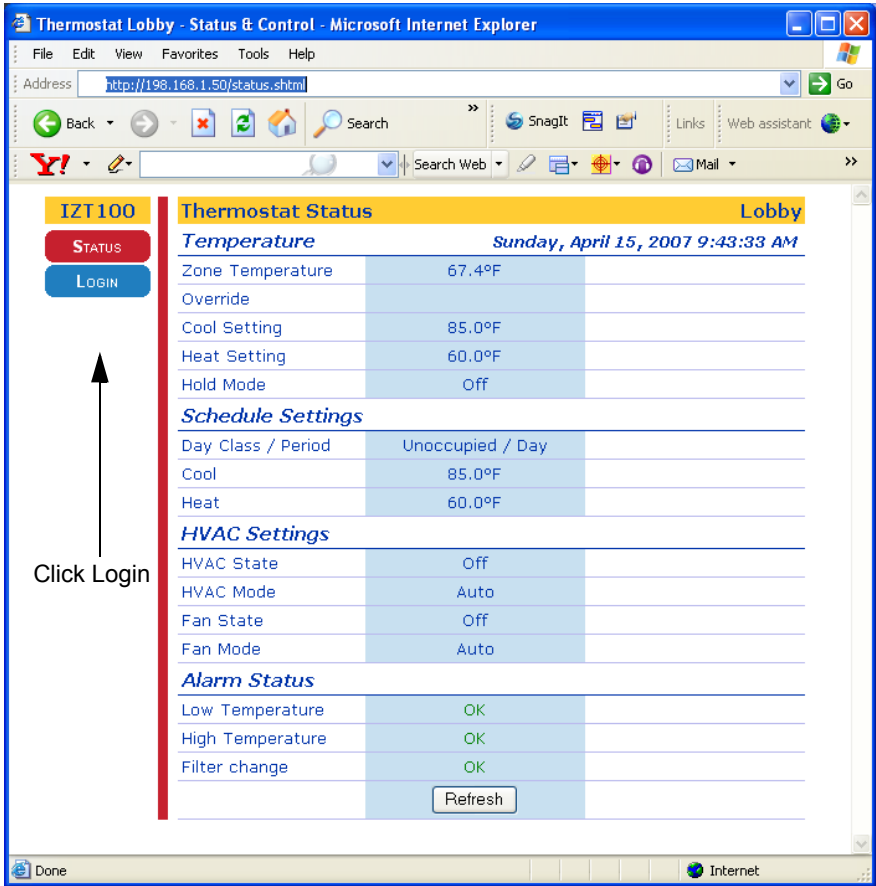 Thermostat Lobby - Status & Control - Microsoft Internet Explorer
File Edit View Favorites Tools Help
Address http://198.168.1.50/status.shtml Go
Back Search » SnagIt Links Web assistant
Y! Search Web Mail »
IZT100 Thermostat Status Lobby
STATUS Temperature Sunday, April 15, 2007 9:43:33 AM
LOGIN Zone Temperature 67.4ºF
Override
Cool Setting 85.0ºF
Heat Setting 60.0ºF
Hold Mode Off
Schedule Settings
Day Class / Period Unoccupied / Day
Cool 85.0ºF
Heat 60.0ºF
HVAC Settings
HVAC State Off
Click Login
HVAC Mode Auto
Fan State Off
Fan Mode Auto
Alarm Status
Low Temperature OK
High Temperature OK
Filter change OK
Refresh
Done Internet